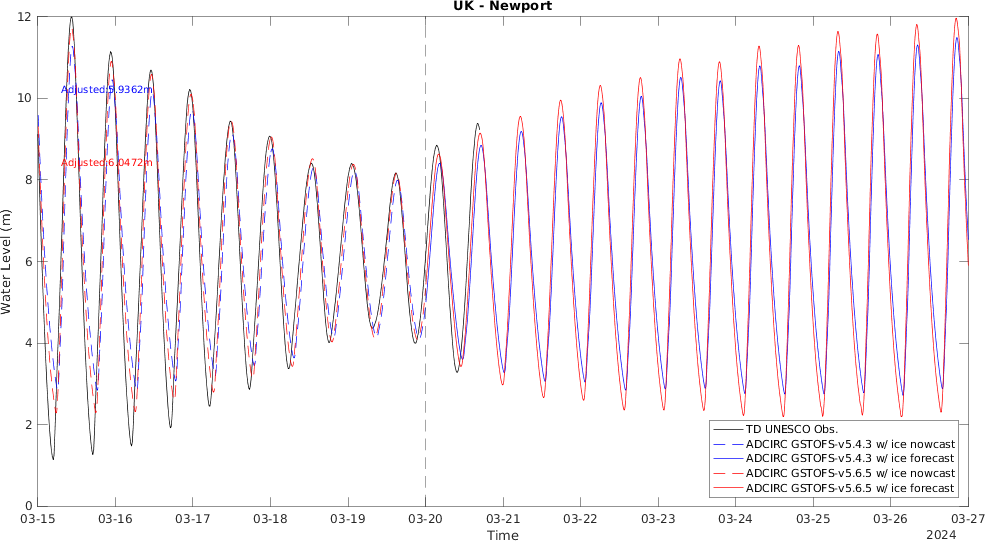 UK - Newport
12
10
8
6
4
2
0
Water Level (m)
Adjusted:5.9362m
Adjusted:6.0472m
TD UNESCO Obs.
ADCIRC GSTOFS-v5.4.3 w/ ice nowcast
ADCIRC GSTOFS-v5.4.3 w/ ice forecast
ADCIRC GSTOFS-v5.6.5 w/ ice nowcast
ADCIRC GSTOFS-v5.6.5 w/ ice forecast
03-15 03-16 03-17 03-18 03-19 03-20 03-21 03-22 03-23 03-24 03-25 03-26 03-27
Time
2024